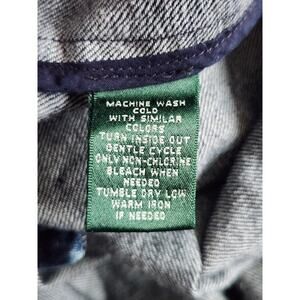 MACHINE WASH
COLD
WITH SIMILAR
COLORS
TURN INSIDE OUT
GENTLE CYCLE
ONLY NON-CHLORINE
BLEACH WHEN
NEEDED
TUMBLE DRY LOW
WARM IRON
IF NEEDED